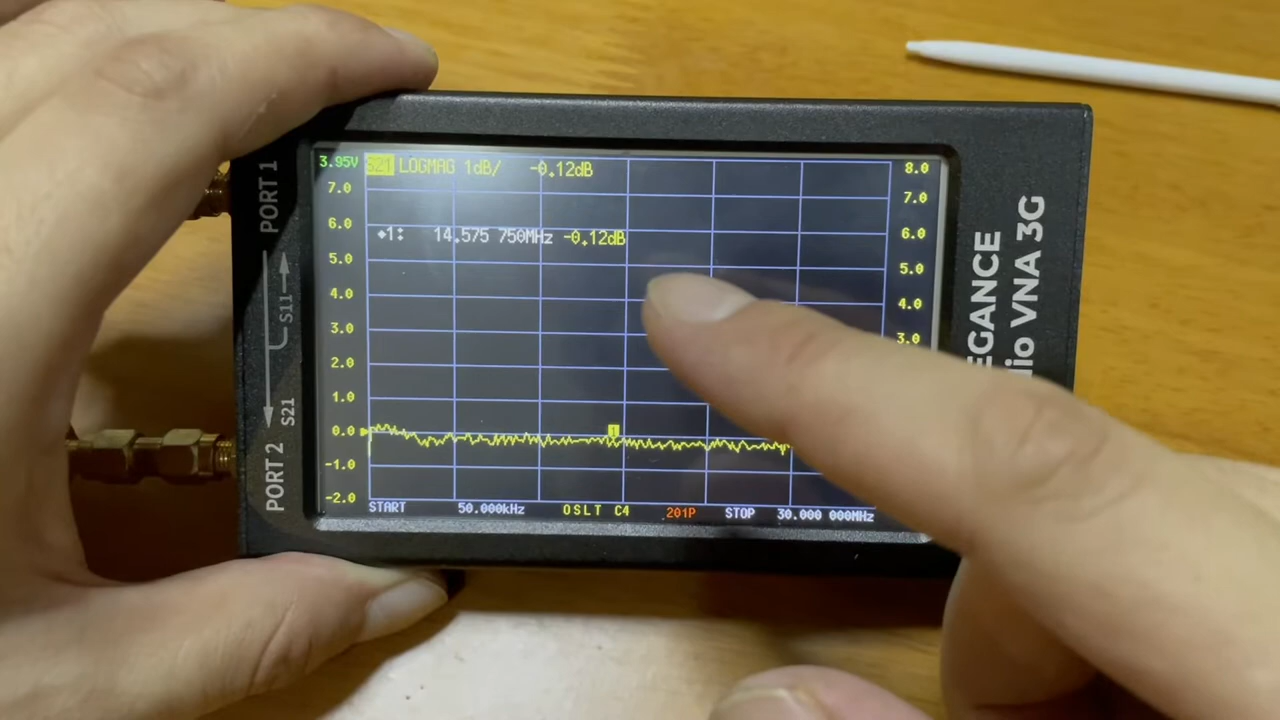 PORT 1
S11
S21
PORT 2
3.95V S21 LOGMAG 1dB/ -0.12dB 8.0
7.0 7.0
6.0 6.0
◆1: 14.575 750MHz -0.12dB
5.0 5.0
4.0 4.0
3.0 3.0
2.0
1.0
0.0
1
-1.0
-2.0
START 50.000kHz OSLT C4 201P STOP 30.000 000MHz
EGANCE
io VNA 3G